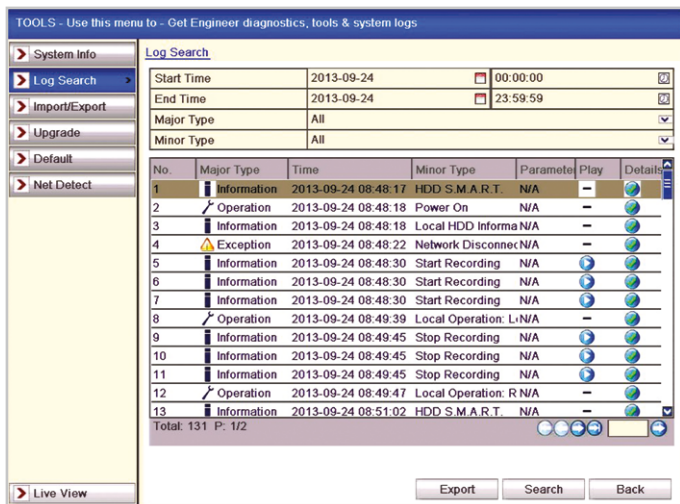 TOOLS - Use this menu to - Get Engineer diagnostics, tools & system logs
System Info
Log Search
Import/Export
Upgrade
Default
Net Detect
Live View
Log Search
Start Time 2013-09-24 00:00:00
End Time 2013-09-24 23:59:59
Major Type All
Minor Type All
No. Major Type Time Minor Type Parameter Play Details
1 Information 2013-09-24 08:48:17 HDD S.M.A.R.T. N/A –
2 Operation 2013-09-24 08:48:18 Power On N/A –
3 Information 2013-09-24 08:48:18 Local HDD Informa N/A –
4 Exception 2013-09-24 08:48:22 Network Disconnec N/A –
5 Information 2013-09-24 08:48:30 Start Recording N/A
6 Information 2013-09-24 08:48:30 Start Recording N/A
7 Information 2013-09-24 08:48:30 Start Recording N/A
8 Operation 2013-09-24 08:49:39 Local Operation: L N/A –
9 Information 2013-09-24 08:49:45 Stop Recording N/A
10 Information 2013-09-24 08:49:45 Stop Recording N/A
11 Information 2013-09-24 08:49:45 Stop Recording N/A
12 Operation 2013-09-24 08:49:47 Local Operation: R N/A –
13 Information 2013-09-24 08:51:02 HDD S.M.A.R.T. N/A –
Total: 131 P: 1/2
Export Search Back